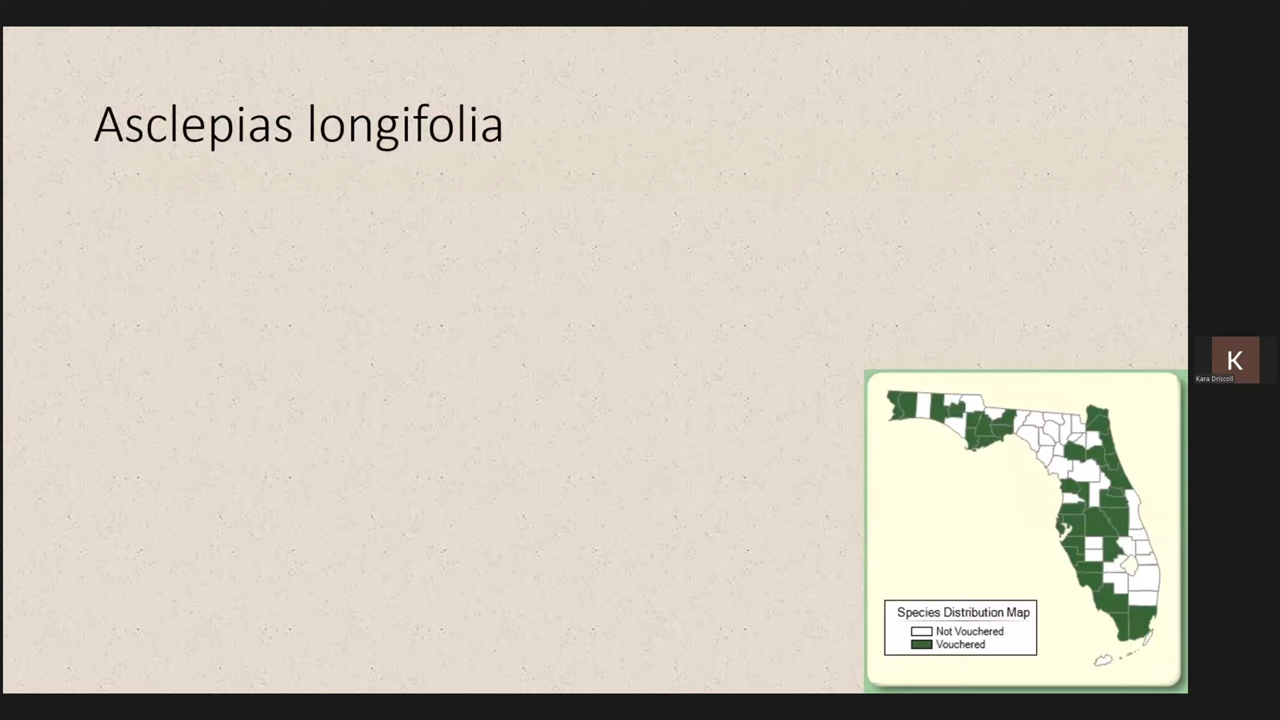 Asclepias longifolia
K
Kara Driscoll
Species Distribution Map
Not Vouchered
Vouchered